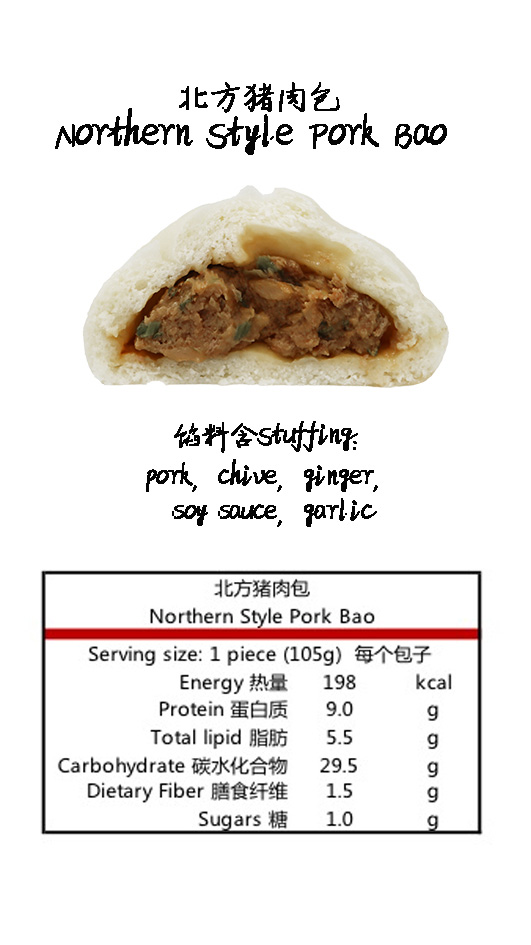 北方猪肉包
Northern Style Pork Bao
馅料含stuffing:
pork, chive, ginger,
soy sauce, garlic
北方猪肉包
Northern Style Pork Bao
Serving size: 1 piece (105g) 每个包子
Energy 热量 198 kcal
Protein 蛋白质 9.0 g
Total lipid 脂肪 5.5 g
Carbohydrate 碳水化合物 29.5 g
Dietary Fiber 膳食纤维 1.5 g
Sugars 糖 1.0 g